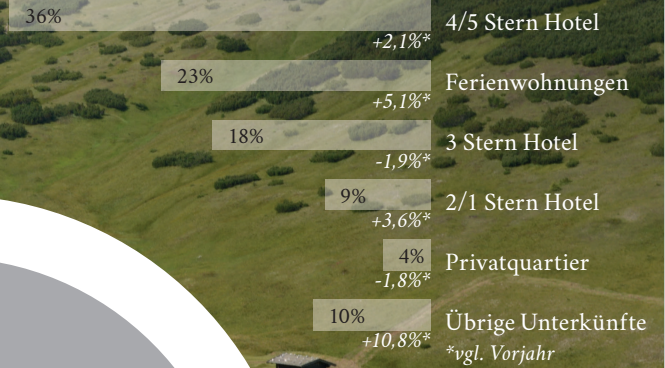 36% 4/5 Stern Hotel
+2,1%*
23% Ferienwohnungen
+5,1%*
18% 3 Stern Hotel
-1,9%*
9% 2/1 Stern Hotel
+3,6%*
4% Privatquartier
-1,8%*
10% Übrige Unterkünfte
+10,8%*
*vgl. Vorjahr